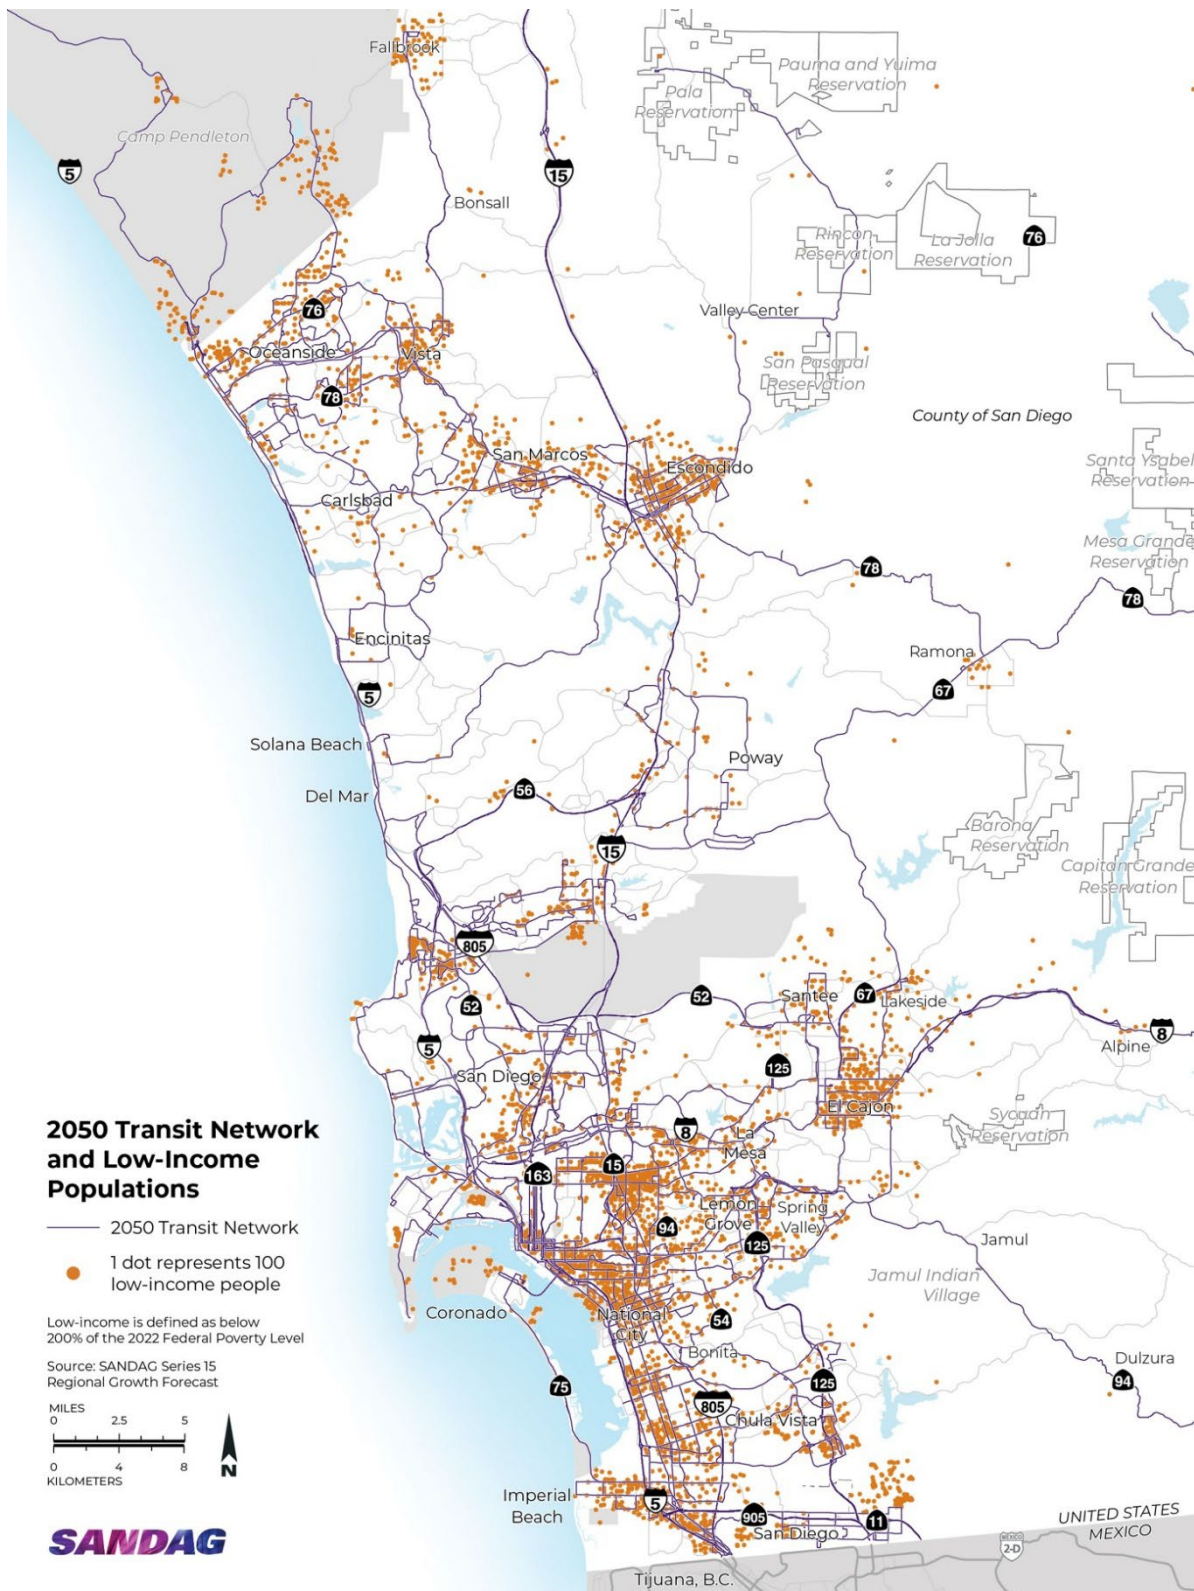 Fallbrook
Pauma and Yuima
Reservation
Pala
Reservation
Camp Pendleton
5
15
Bonsall
Rincon
Reservation
La Jolla
Reservation
76
76
Valley Center
Oceanside
Vista
San Pasqual
Reservation
78
County of San Diego
San Marcos
Escondido
Santa Ysabel
Reservation
Carlsbad
Mesa Grande
Reservation
78
78
Encinitas
Ramona
67
5
Solana Beach
Poway
Del Mar
56
15
Barona
Reservation
Capitan Grande
Reservation
805
52
52
Santee
67
Lakeside
5
8
Alpine
San Diego
125
El Cajon
Sycuan
Reservation
8
La
Mesa
163
15
94
Lemon
Grove
Spring
Valley
125
Jamul
Jamul Indian
Village
Coronado
National
City
54
Bonita
Dulzura
94
75
125
805
Chula Vista
Imperial
Beach
5
905
San Diego
11
UNITED STATES
MEXICO
MEXICO
2-D
Tijuana, B.C.
2050 Transit Network
and Low-Income
Populations
2050 Transit Network
1 dot represents 100
low-income people
Low-income is defined as below
200% of the 2022 Federal Poverty Level
Source: SANDAG Series 15
Regional Growth Forecast
MILES
0 2.5 5
0 4 8
KILOMETERS
N
SANDAG